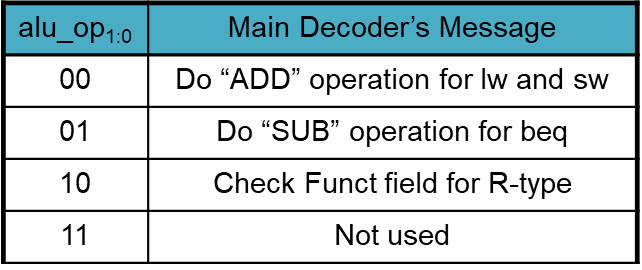 alu_op1:0 Main Decoder's Message
00 Do “ADD” operation for lw and sw
01 Do “SUB” operation for beq
10 Check Funct field for R-type
11 Not used